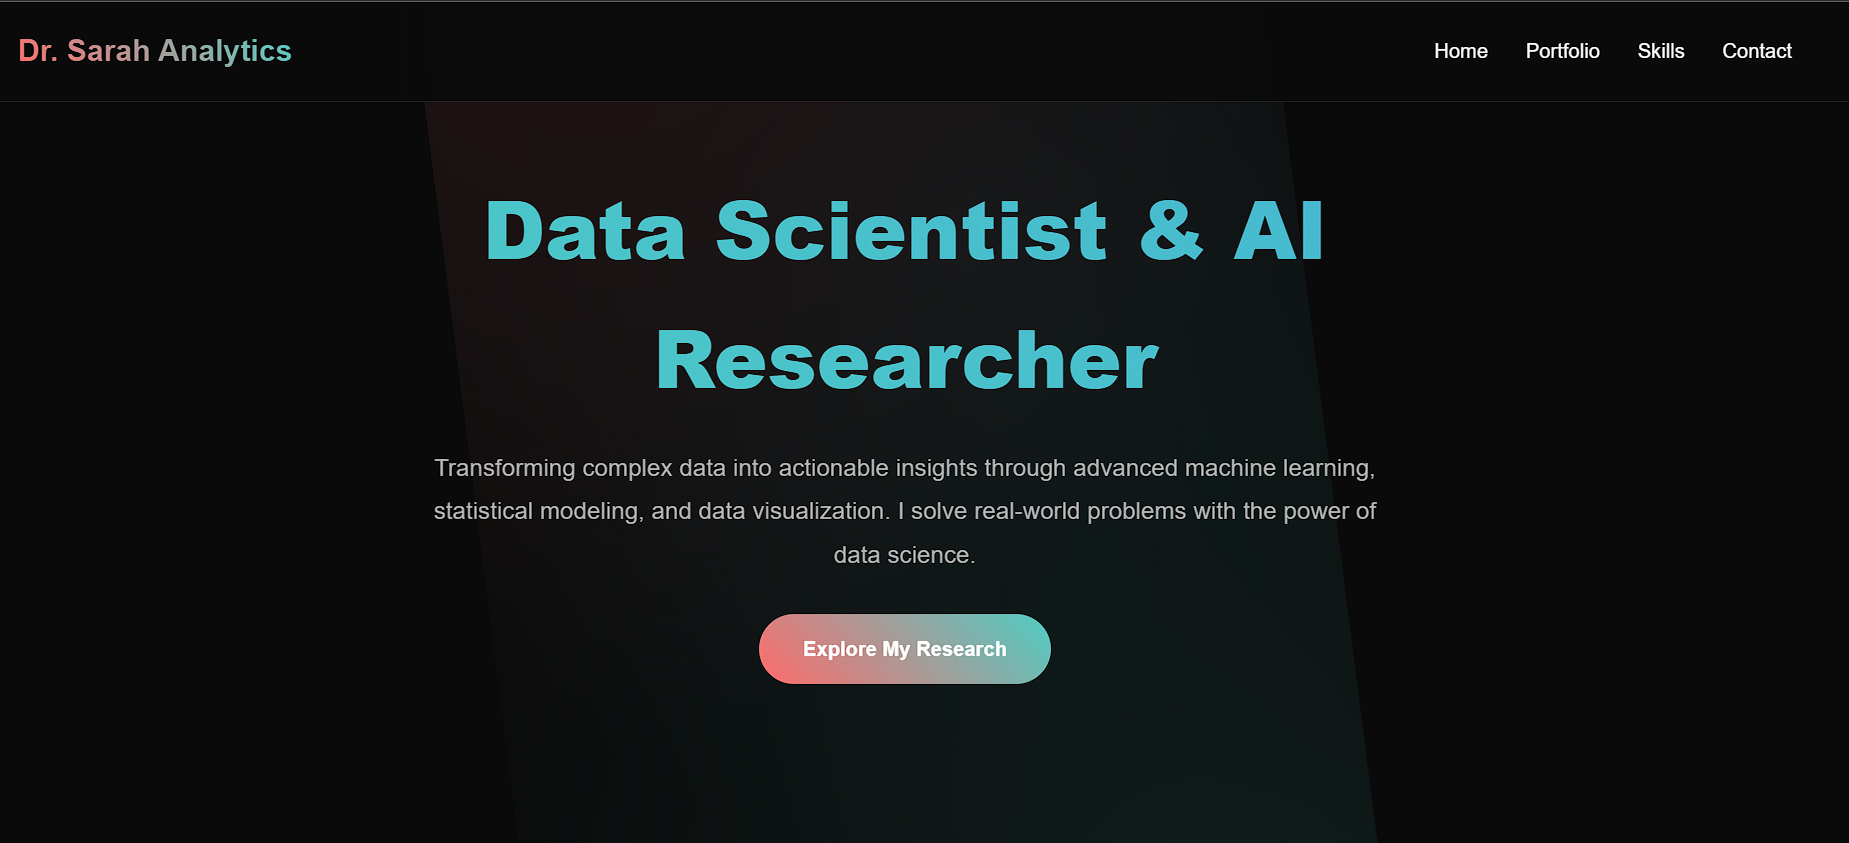 Dr. Sarah Analytics
Home
Portfolio
Skills
Contact
Data Scientist & AI
Researcher
Transforming complex data into actionable insights through advanced machine learning,
statistical modeling, and data visualization. I solve real-world problems with the power of
data science.
Explore My Research